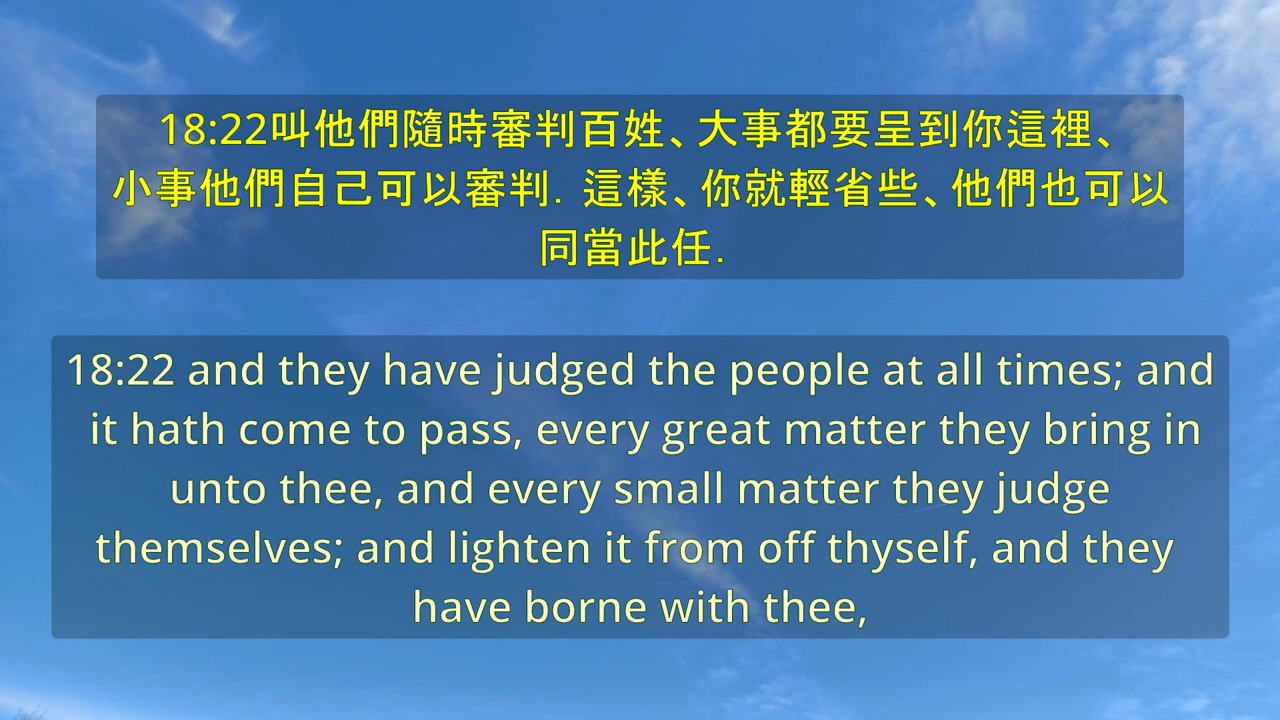 18:22叫他們隨時審判百姓、大事都要呈到你這裡、
小事他們自己可以審判. 這樣、你就輕省些、他們也可以
同當此任.
18:22 and they have judged the people at all times; and
it hath come to pass, every great matter they bring in
unto thee, and every small matter they judge
themselves; and lighten it from off thyself, and they
have borne with thee,